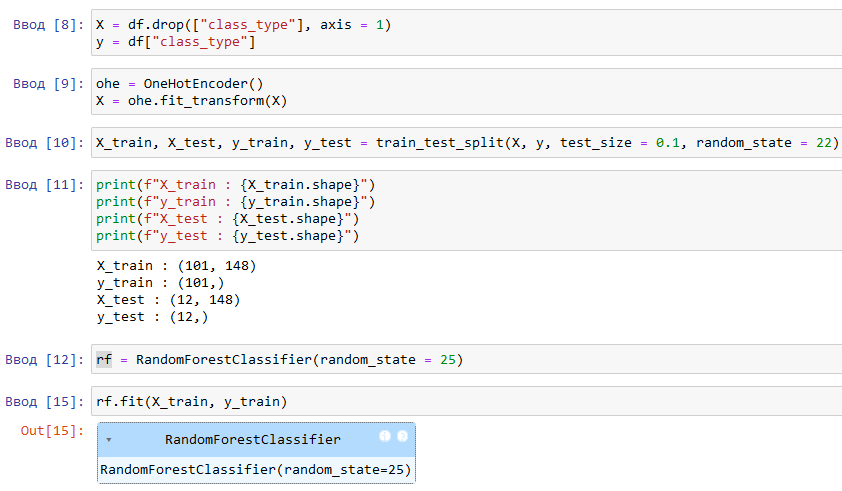 Ввод [8]: X = df.drop(["class_type"], axis = 1)
y = df["class_type"]
Ввод [9]: ohe = OneHotEncoder()
X = ohe.fit_transform(X)
Ввод [10]: X_train, X_test, y_train, y_test = train_test_split(X, y, test_size = 0.1, random_state = 22)
Ввод [11]: print(f"X_train : {X_train.shape}")
print(f"y_train : {y_train.shape}")
print(f"X_test : {X_test.shape}")
print(f"y_test : {y_test.shape}")
X_train : (101, 148)
y_train : (101,)
X_test : (12, 148)
y_test : (12,)
Ввод [12]: rf = RandomForestClassifier(random_state = 25)
Ввод [15]: rf.fit(X_train, y_train)
Out[15]: RandomForestClassifier
RandomForestClassifier(random_state=25)